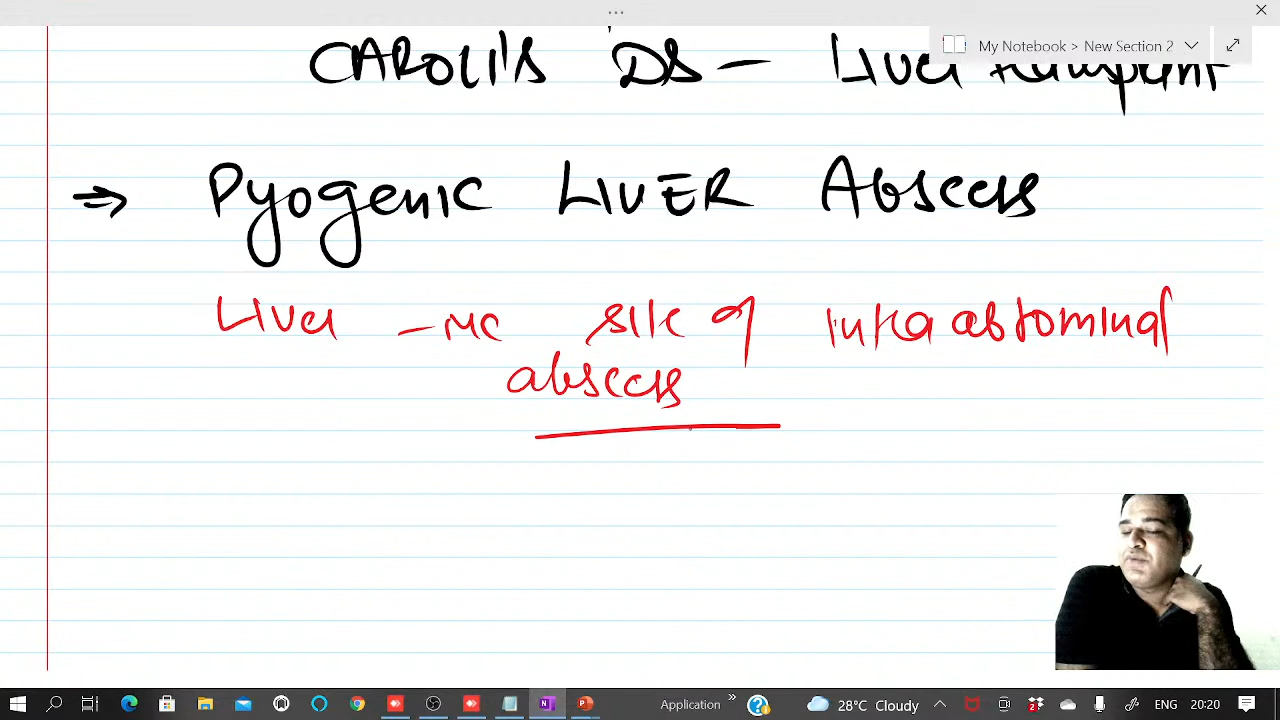 ...
My Notebook > New Section 2
CAROLI'S DS — Liver Transplant
⇒ Pyogenic LIVER Abscess
Liver – MC site of intraabdominal
abscess
Application
28°C Cloudy
2
ENG
20:20